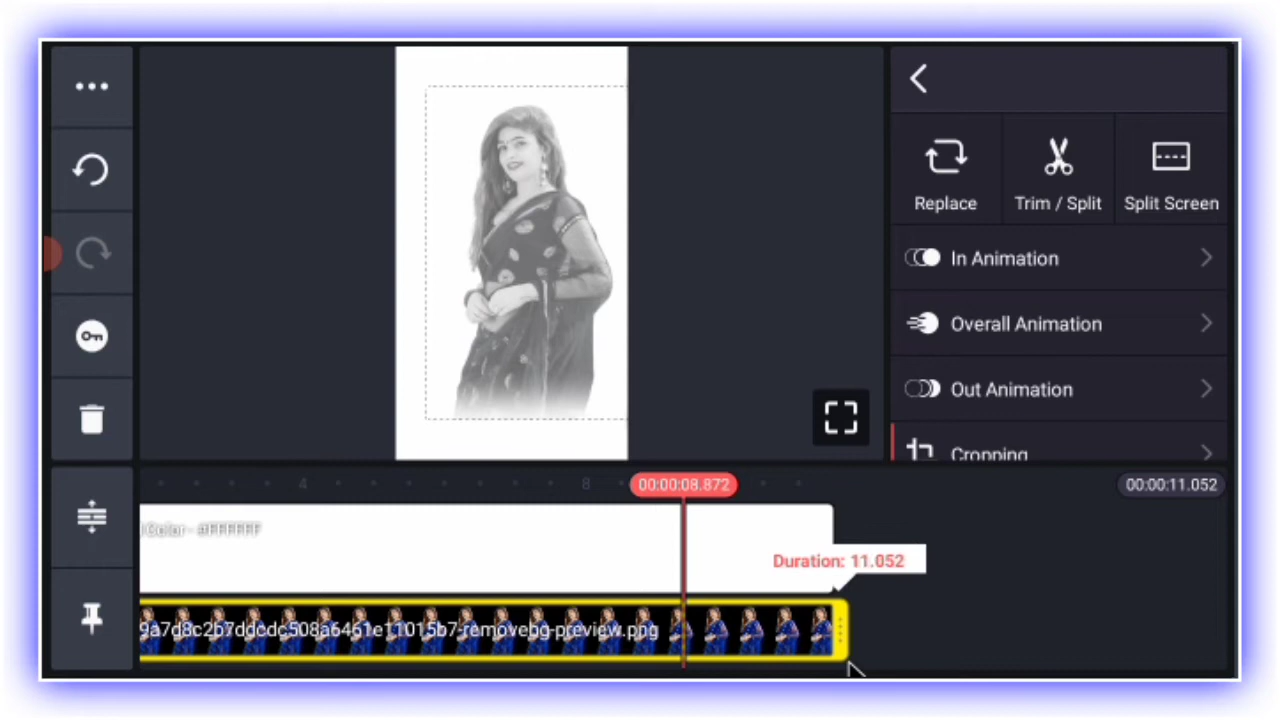 Replace
Trim / Split
Split Screen
In Animation
Overall Animation
Out Animation
Cropping
4
8
00:00:08.872
00:00:11.052
Color - #FFFFFF
Duration: 11.052
9a7d8c2b7ddcdc508a6461e11015b7-removebg-preview.png